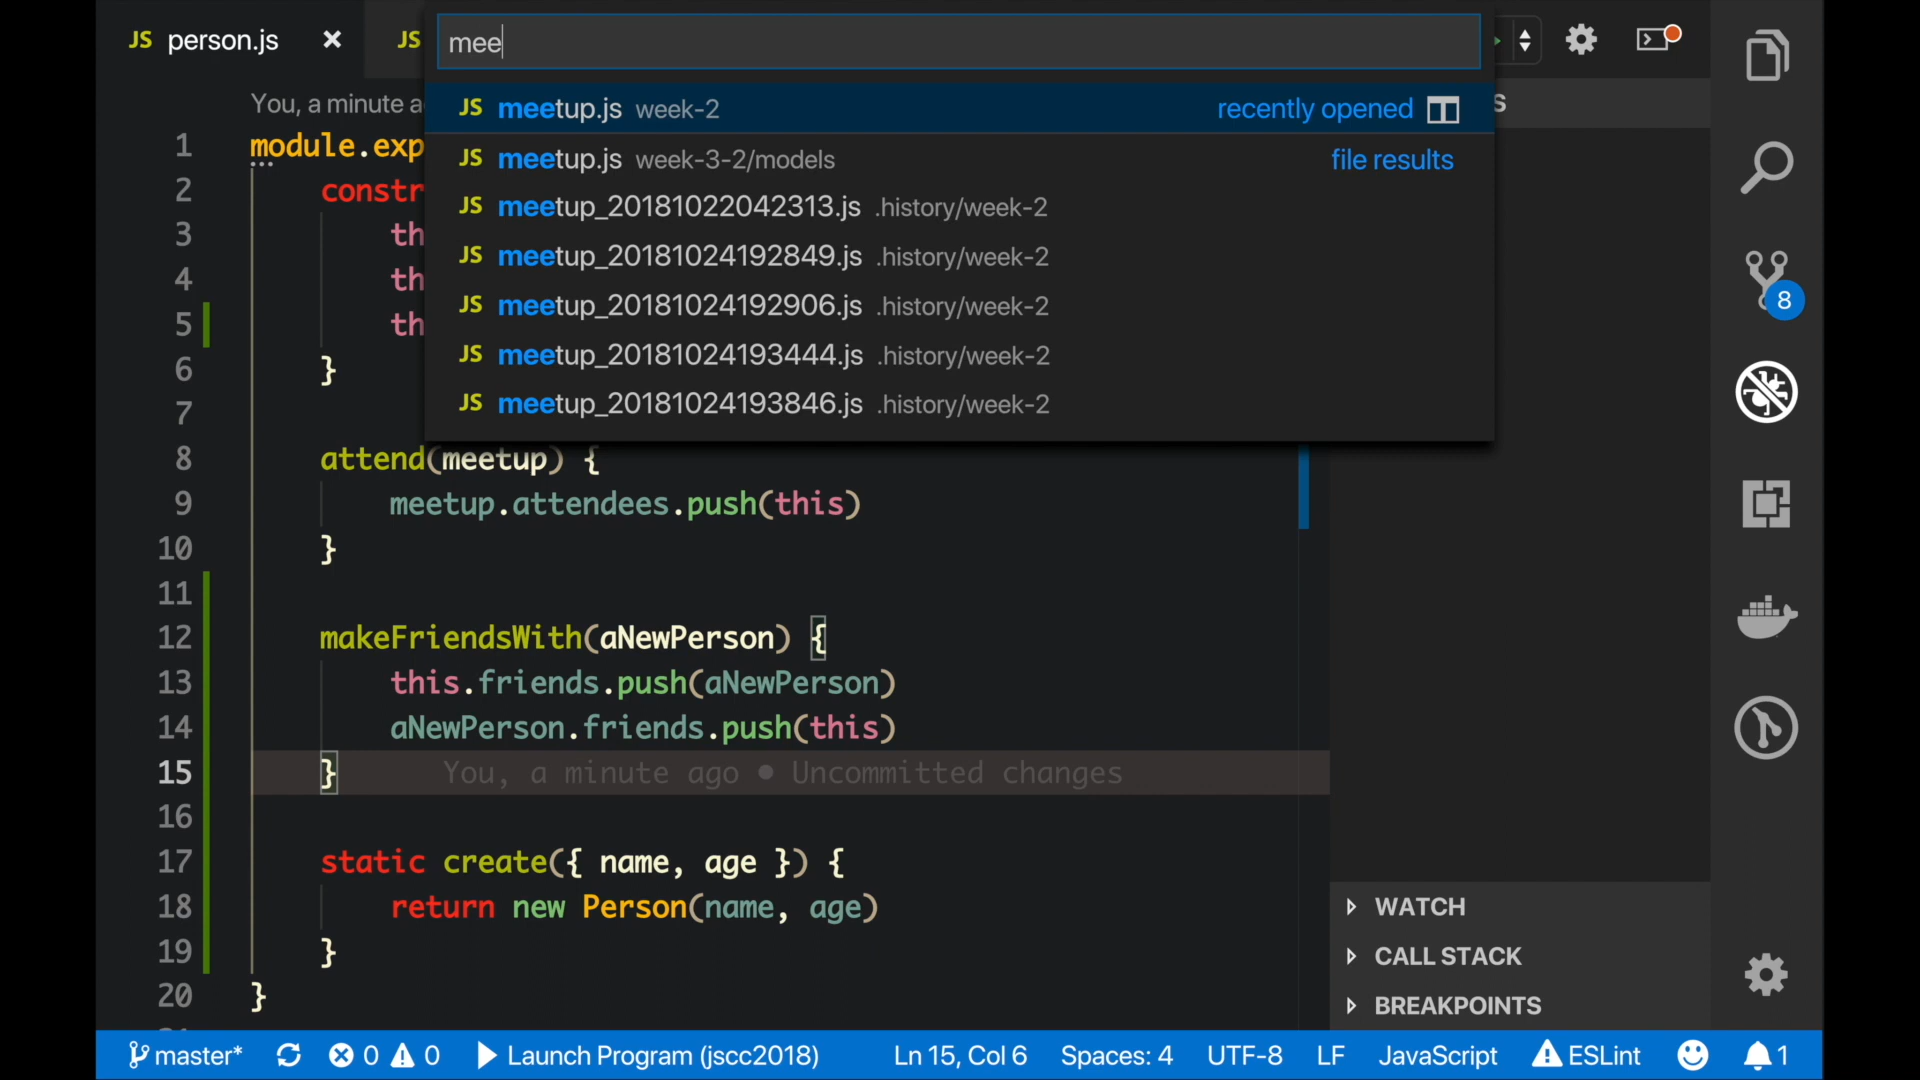 JS person.js × JS
mee
You, a minute a
JS meetup.js week-2 recently opened
S
JS meetup.js week-3-2/models file results
JS meetup_20181022042313.js .history/week-2
JS meetup_20181024192849.js .history/week-2
JS meetup_20181024192906.js .history/week-2
JS meetup_20181024193444.js .history/week-2
JS meetup_20181024193846.js .history/week-2
1 module.exp
2 constr
3 th
4 th
5 th
6 }
7
8 attend(meetup) {
9 meetup.attendees.push(this)
10 }
11
12 makeFriendsWith(aNewPerson) {
13 this.friends.push(aNewPerson)
14 aNewPerson.friends.push(this)
15 } You, a minute ago • Uncommitted changes
16
17 static create({ name, age }) {
18 return new Person(name, age)
19 }
20 }
8
WATCH
CALL STACK
BREAKPOINTS
master* 0 0 Launch Program (jscc2018) Ln 15, Col 6 Spaces: 4 UTF-8 LF JavaScript ESLint 1